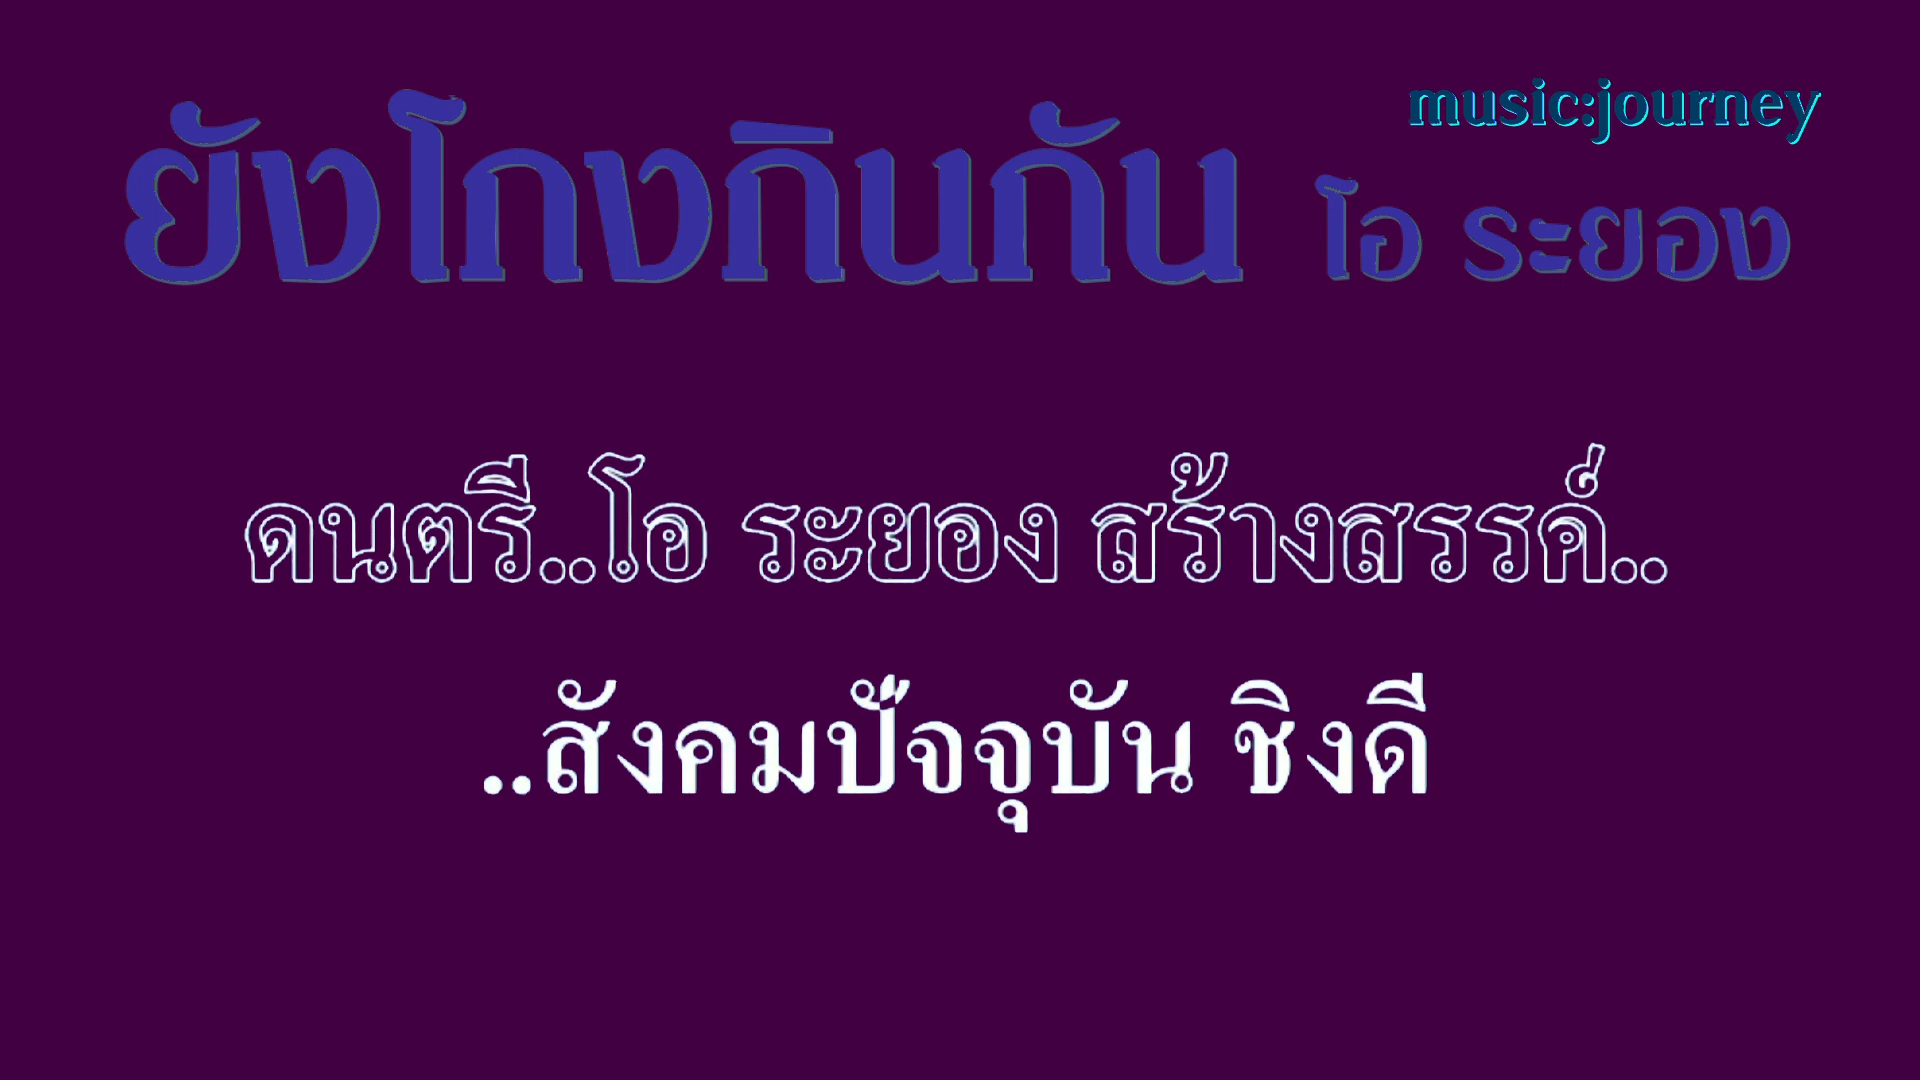 music:journey
ยังโกงกินกัน โอ ระยอง
ดนตรี..โอ ระยอง สร้างสรรค์..
..สังคมปัจจุบัน ชิงดี